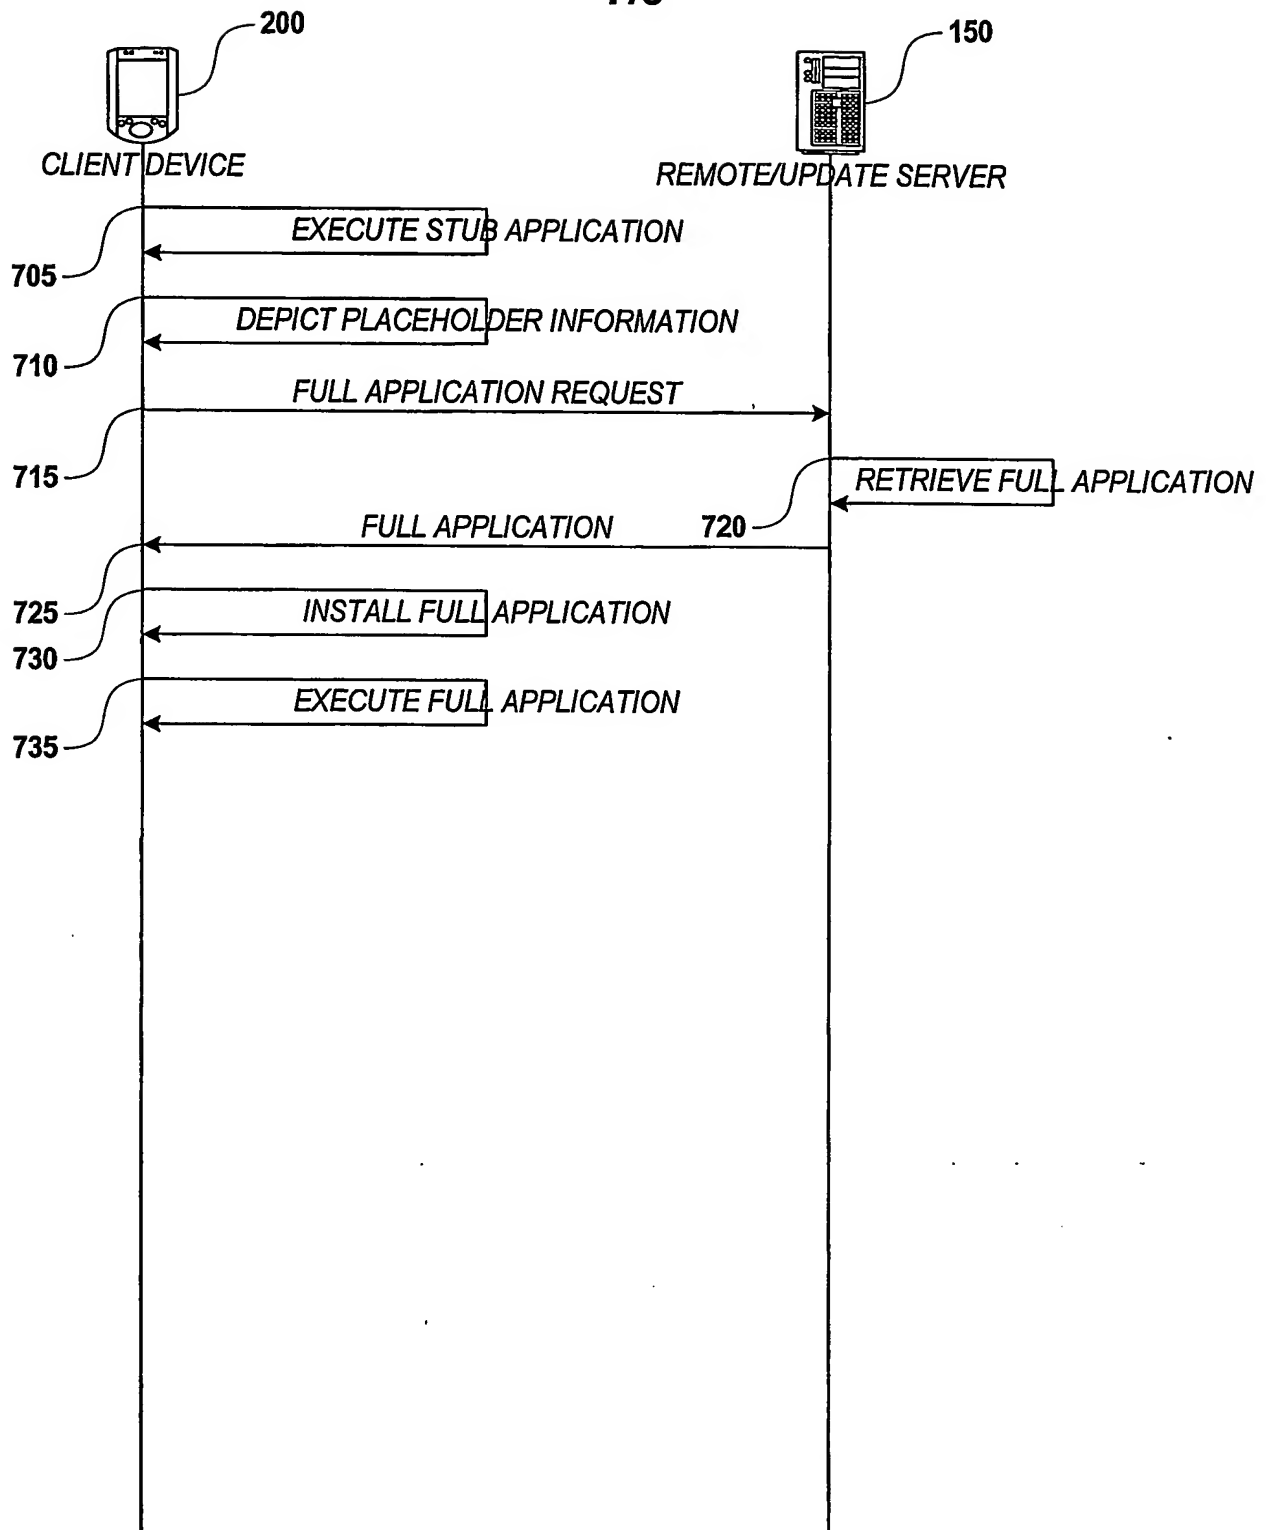 200
150
CLIENT DEVICE
REMOTE/UPDATE SERVER
EXECUTE STUB APPLICATION
705
DEPICT PLACEHOLDER INFORMATION
710
FULL APPLICATION REQUEST
715
RETRIEVE FULL APPLICATION
720
FULL APPLICATION
725
INSTALL FULL APPLICATION
730
EXECUTE FULL APPLICATION
735